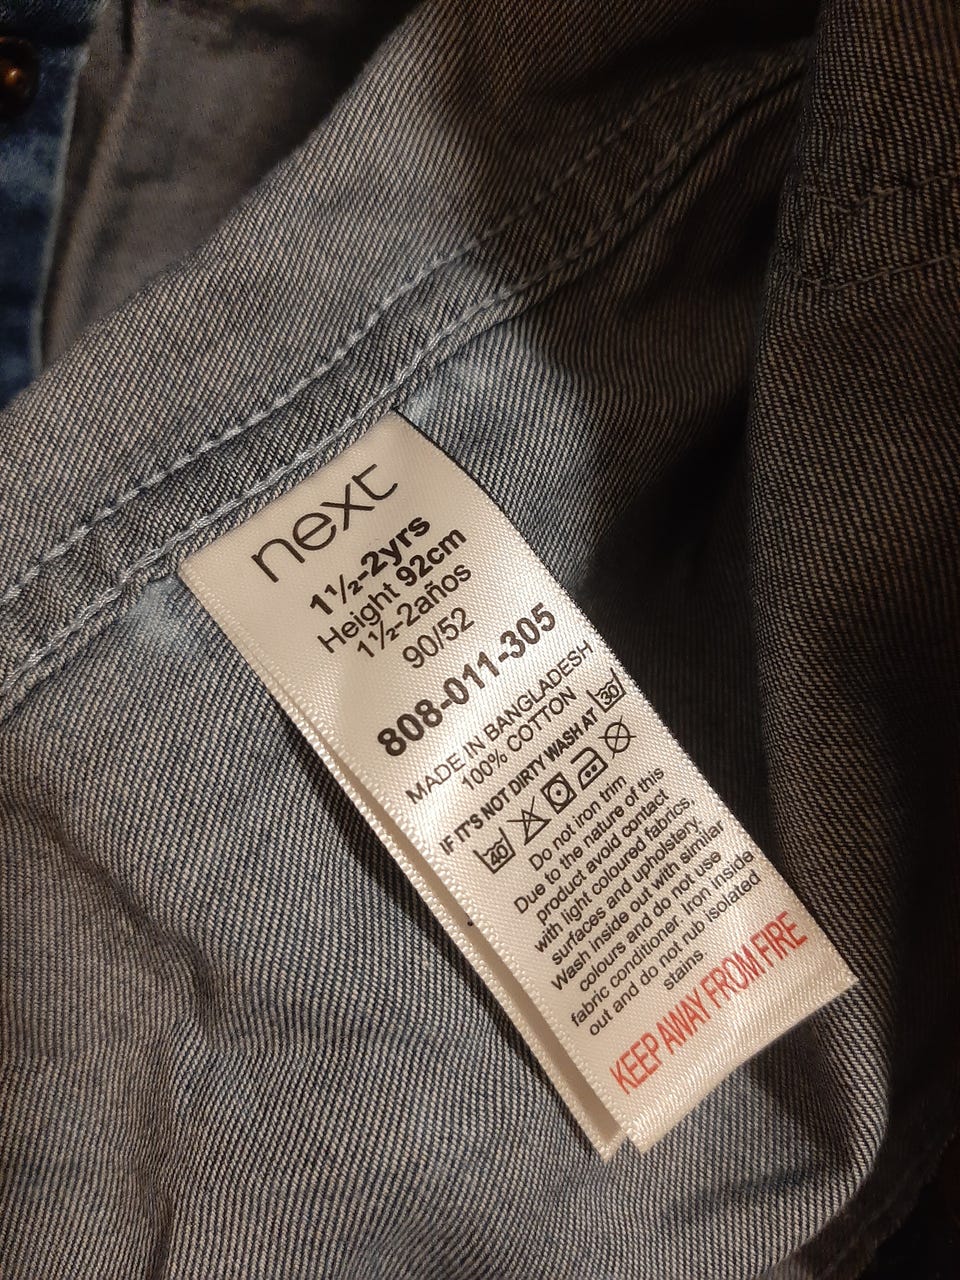 next
1½-2yrs
Height 92cm
1½-2años
90/52
808-011-305
MADE IN BANGLADESH
100% COTTON
IF IT'S NOT DIRTY WASH AT 30
40
Do not iron trim
Due to the nature of this
product avoid contact
with light coloured fabrics,
surfaces and upholstery.
Wash inside out with similar
colours and do not use
fabric conditioner. Iron inside
out and do not rub isolated
stains.
KEEP AWAY FROM FIRE